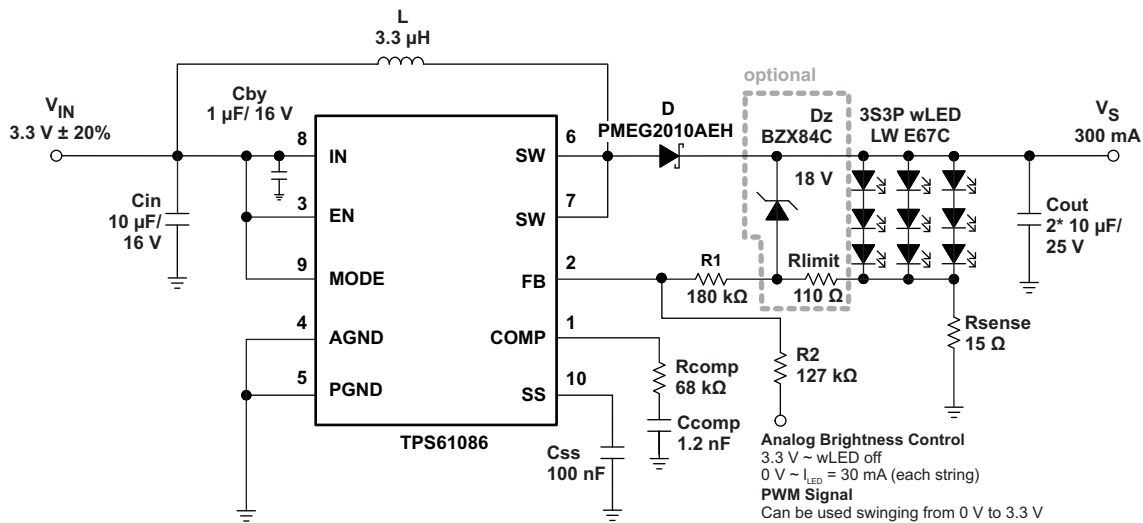 L
3.3 µH
optional
V_IN
3.3 V ± 20%
Cby
1 µF/ 16 V
D
PMEG2010AEH
Dz
BZX84C
3S3P wLED
LW E67C
V_S
300 mA
8
IN
SW
6
18 V
Cin
10 µF/
16 V
3
EN
SW
7
Cout
2* 10 µF/
25 V
9
MODE
FB
2
R1
180 kΩ
Rlimit
110 Ω
4
AGND
COMP
1
Rsense
15 Ω
Rcomp
68 kΩ
R2
127 kΩ
5
PGND
SS
10
Ccomp
1.2 nF
TPS61086
Css
100 nF
Analog Brightness Control
3.3 V ~ wLED off
0 V ~ I_LED = 30 mA (each string)
PWM Signal
Can be used swinging from 0 V to 3.3 V